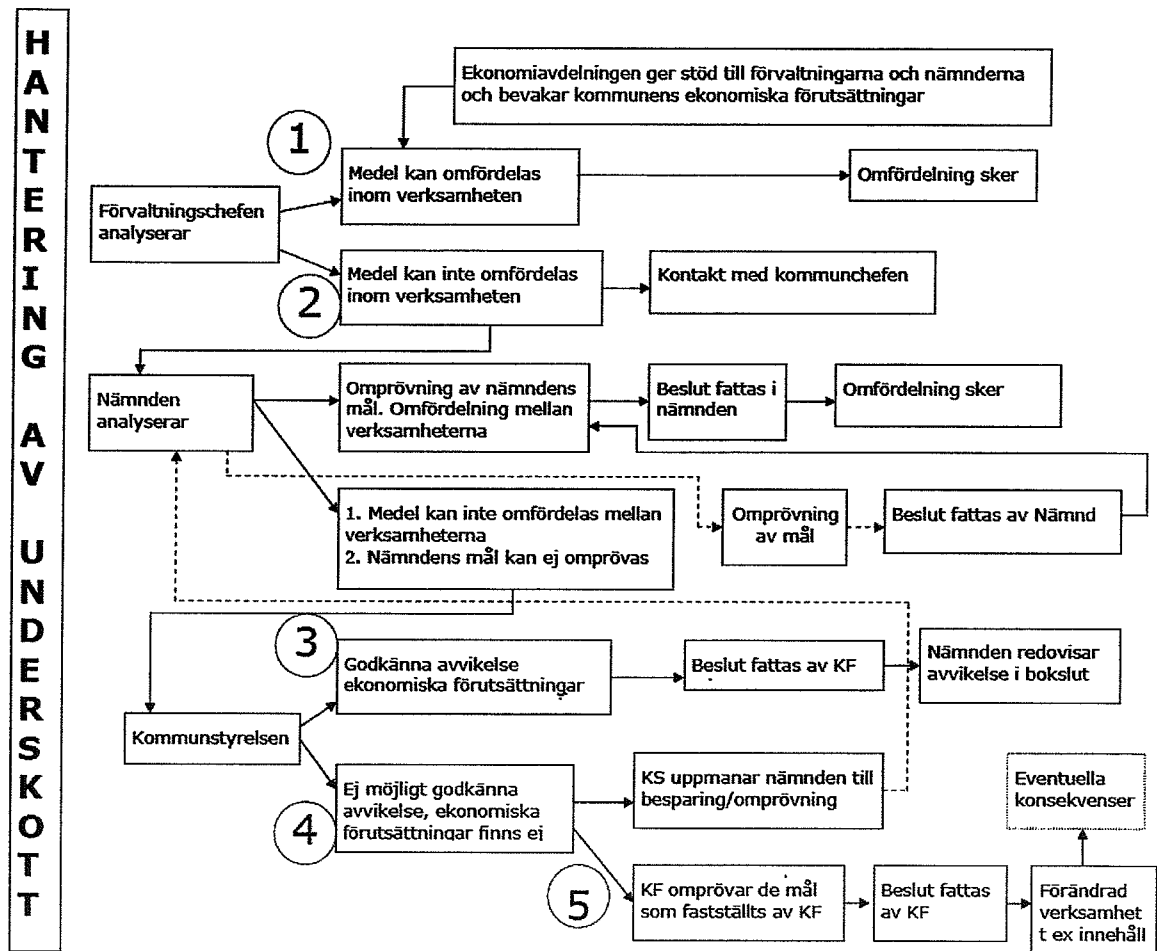 HANTERING AV UNDERSKOTT
Ekonomiavdelningen ger stöd till förvaltningarna och nämnderna
och bevakar kommunens ekonomiska förutsättningar
1
Medel kan omfördelas
inom verksamheten
Omfördelning sker
Förvaltningschefen
analyserar
2
Medel kan inte omfördelas
inom verksamheten
Kontakt med kommunchefen
Nämnden
analyserar
Omprövning av nämndens
mål. Omfördelning mellan
verksamheterna
Beslut fattas i
nämnden
Omfördelning sker
1. Medel kan inte omfördelas mellan
verksamheterna
2. Nämndens mål kan ej omprövas
Omprövning
av mål
Beslut fattas av Nämnd
3
Godkänna avvikelse
ekonomiska förutsättningar
Beslut fattas av KF
Nämnden redovisar
avvikelse i bokslut
Kommunstyrelsen
4
Ej möjligt godkänna
avvikelse, ekonomiska
förutsättningar finns ej
KS uppmanar nämnden till
besparing/omprövning
Eventuella
konsekvenser
5
KF omprövar de mål
som fastställts av KF
Beslut fattas
av KF
Förändrad
verksamhet
t ex innehåll